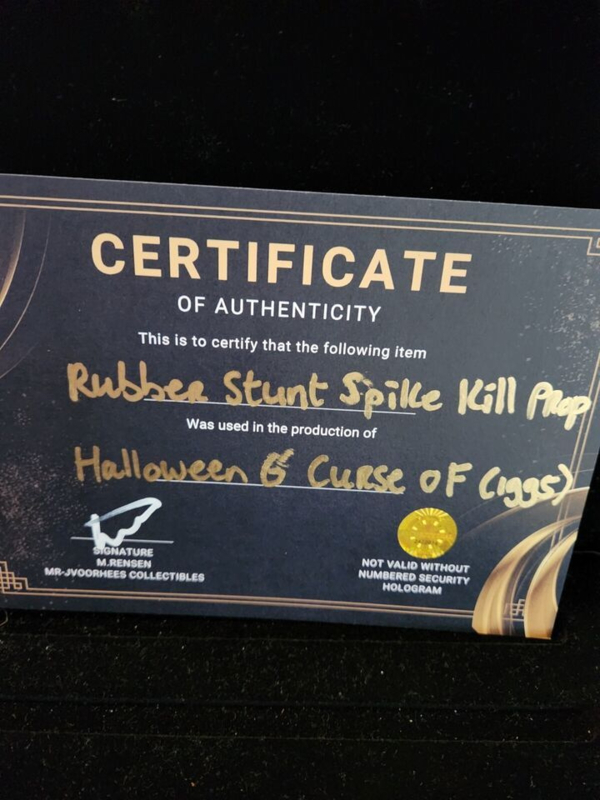 CERTIFICATE
OF AUTHENTICITY
This is to certify that the following item
Rubber Stunt Spike Kill Prop
Was used in the production of
Halloween 6 Curse OF (1995)
SIGNATURE
M.RENSEN
MR-JVOORHEES COLLECTIBLES
NOT VALID WITHOUT
NUMBERED SECURITY
HOLOGRAM